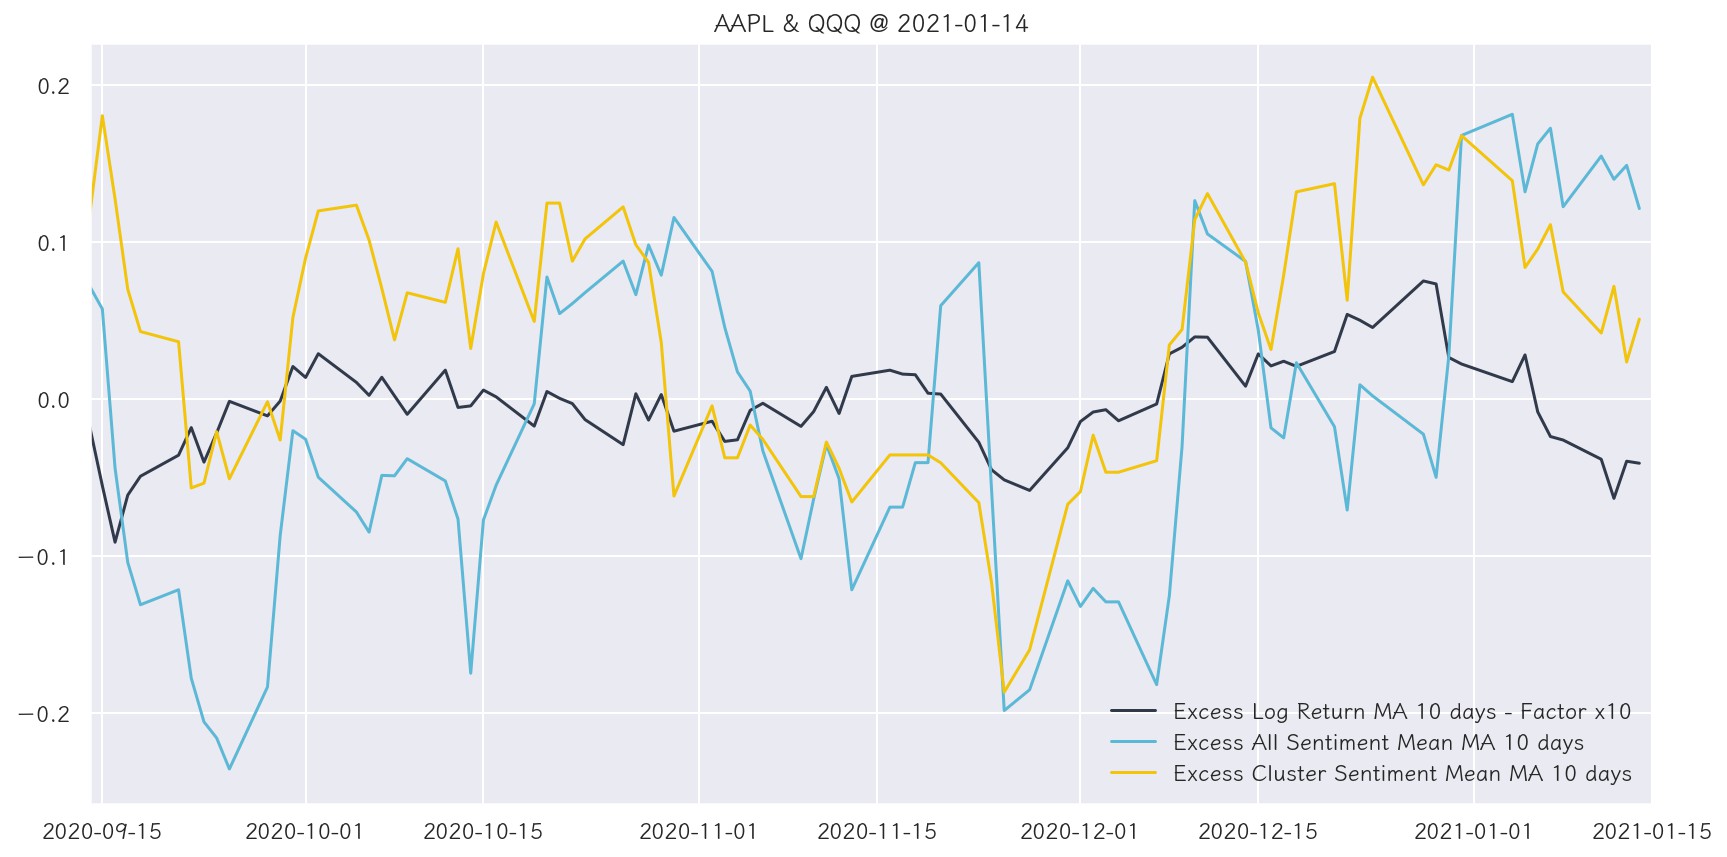 AAPL & QQQ @ 2021-01-14
0.2
0.1
0.0
−0.1
−0.2
Excess Log Return MA 10 days - Factor x10
Excess All Sentiment Mean MA 10 days
Excess Cluster Sentiment Mean MA 10 days
2020-09-15 2020-10-01 2020-10-15 2020-11-01 2020-11-15 2020-12-01 2020-12-15 2021-01-01 2021-01-15